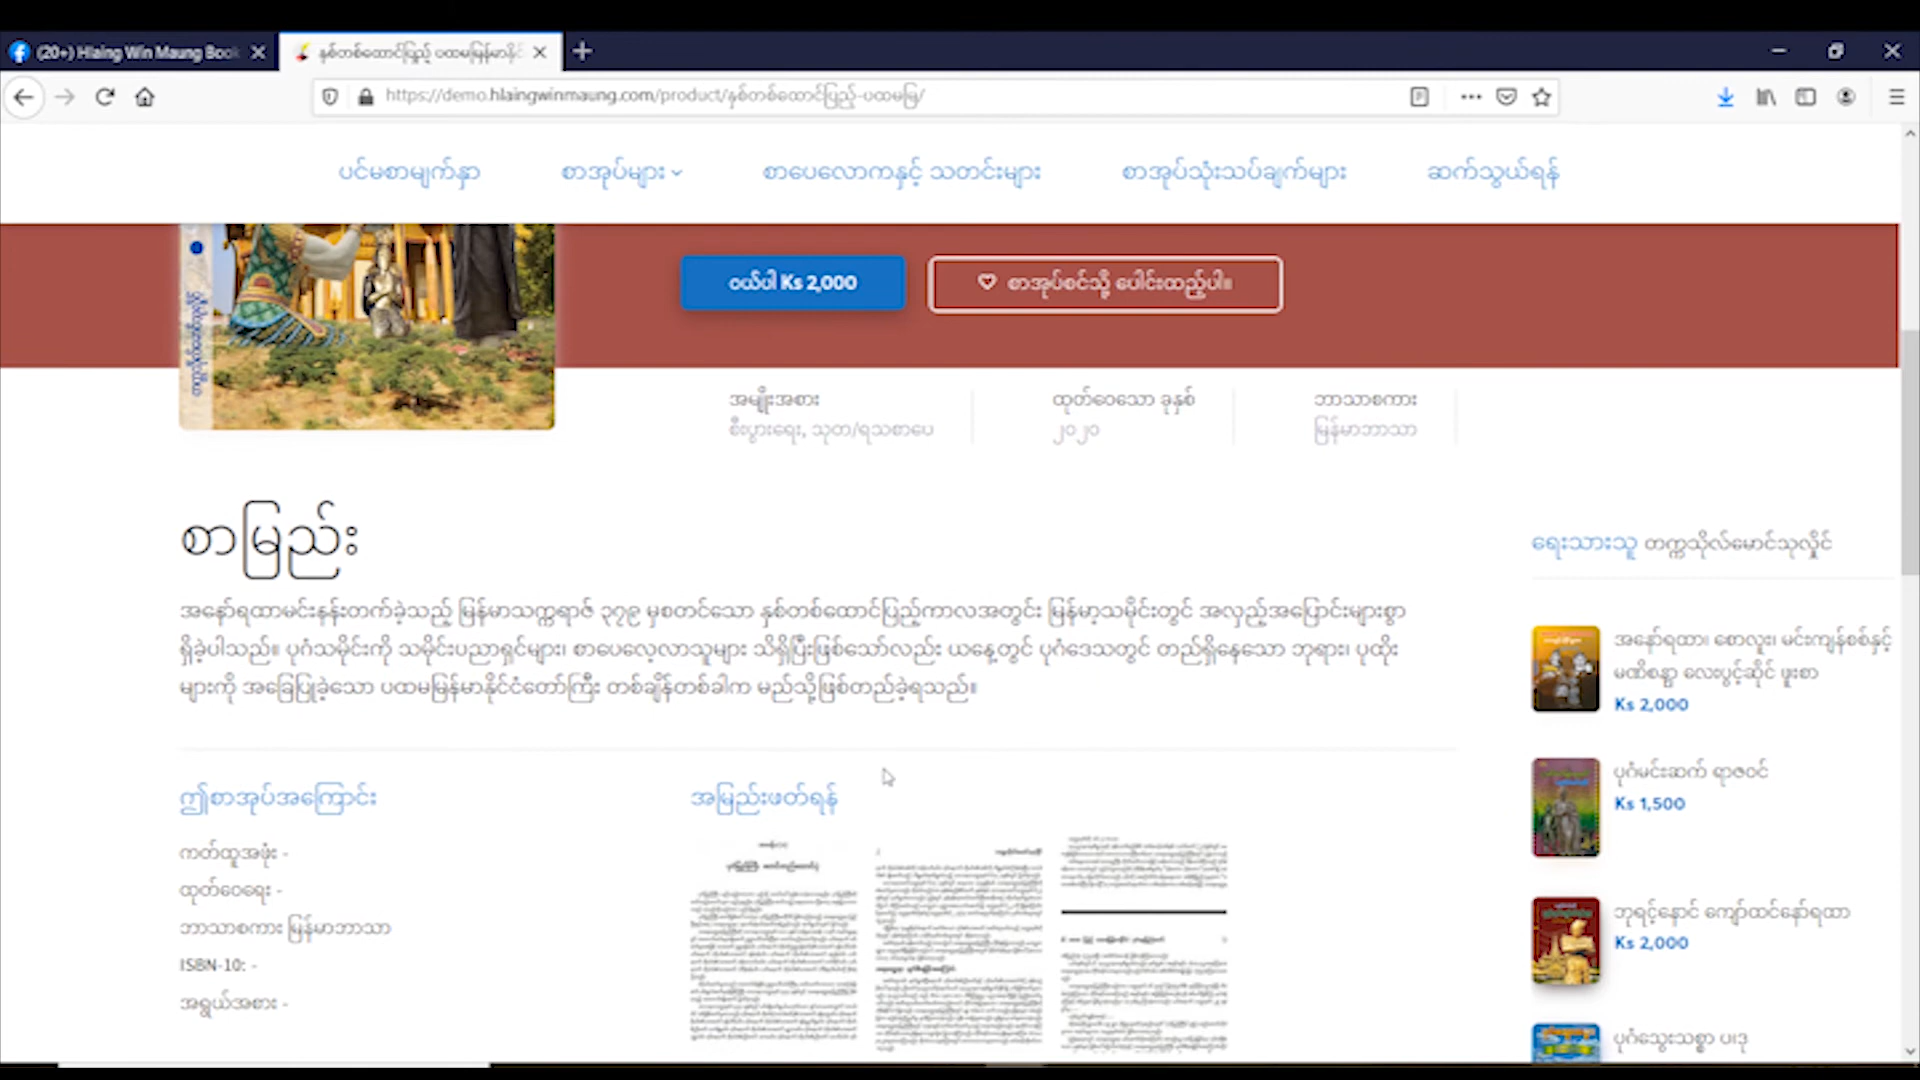 (20+) Hlaing Win Maung Book
နှစ်တစ်ထောင်ပြည့် ပထမမြန်မာနိုင်
https://demo.hlaingwinmaung.com/product/နှစ်တစ်ထောင်ပြည့်-ပထမမြ/
ပင်မစာမျက်နှာ စာအုပ်များ စာပေလောကနှင့် သတင်းများ စာအုပ်သုံးသပ်ချက်များ ဆက်သွယ်ရန်
ဝယ်ပါ Ks 2,000
စာအုပ်စင်သို့ ပေါင်းထည့်ပါ။
အမျိုးအစား
စီးပွားရေး, သုတ/ရသစာပေ
ထုတ်ဝေသော ခုနှစ်
၂၀၂၀
ဘာသာစကား
မြန်မာဘာသာ
စာမြည်း
အနော်ရထာမင်းနန်းတက်ခဲ့သည့် မြန်မာသက္ကရာဇ် ၃၇၉ မှစတင်သော နှစ်တစ်ထောင်ပြည့်ကာလအတွင်း မြန်မာ့သမိုင်းတွင် အလှည့်အပြောင်းများစွာ
ရှိခဲ့ပါသည်။ ပုဂံသမိုင်းကို သမိုင်းပညာရှင်များ၊ စာပေလေ့လာသူများ သိရှိပြီးဖြစ်သော်လည်း ယနေ့တွင် ပုဂံဒေသတွင် တည်ရှိနေသော ဘုရား၊ ပုထိုး
များကို အခြေပြုခဲ့သော ပထမမြန်မာနိုင်ငံတော်ကြီး တစ်ချိန်တစ်ခါက မည်သို့ဖြစ်တည်ခဲ့ရသည်။
ဤစာအုပ်အကြောင်း
ကတ်ထူအဖုံး -
ထုတ်ဝေရေး -
ဘာသာစကား မြန်မာဘာသာ
ISBN-10: -
အရွယ်အစား -
အမြည်းဖတ်ရန်
ရေးသားသူ တက္ကသိုလ်မောင်သုလှိုင်
အနော်ရထာ၊ စောလူး၊ မင်းကျန်စစ်နှင့်
မဏိစန္ဒာ လေးပွင့်ဆိုင် ဖူးစာ
Ks 2,000
ပုဂံမင်းဆက် ရာဇဝင်
Ks 1,500
ဘုရင့်နောင် ကျော်ထင်နော်ရထာ
Ks 2,000
ပုဂံသွေးသစ္စာ ပ၊ဒု